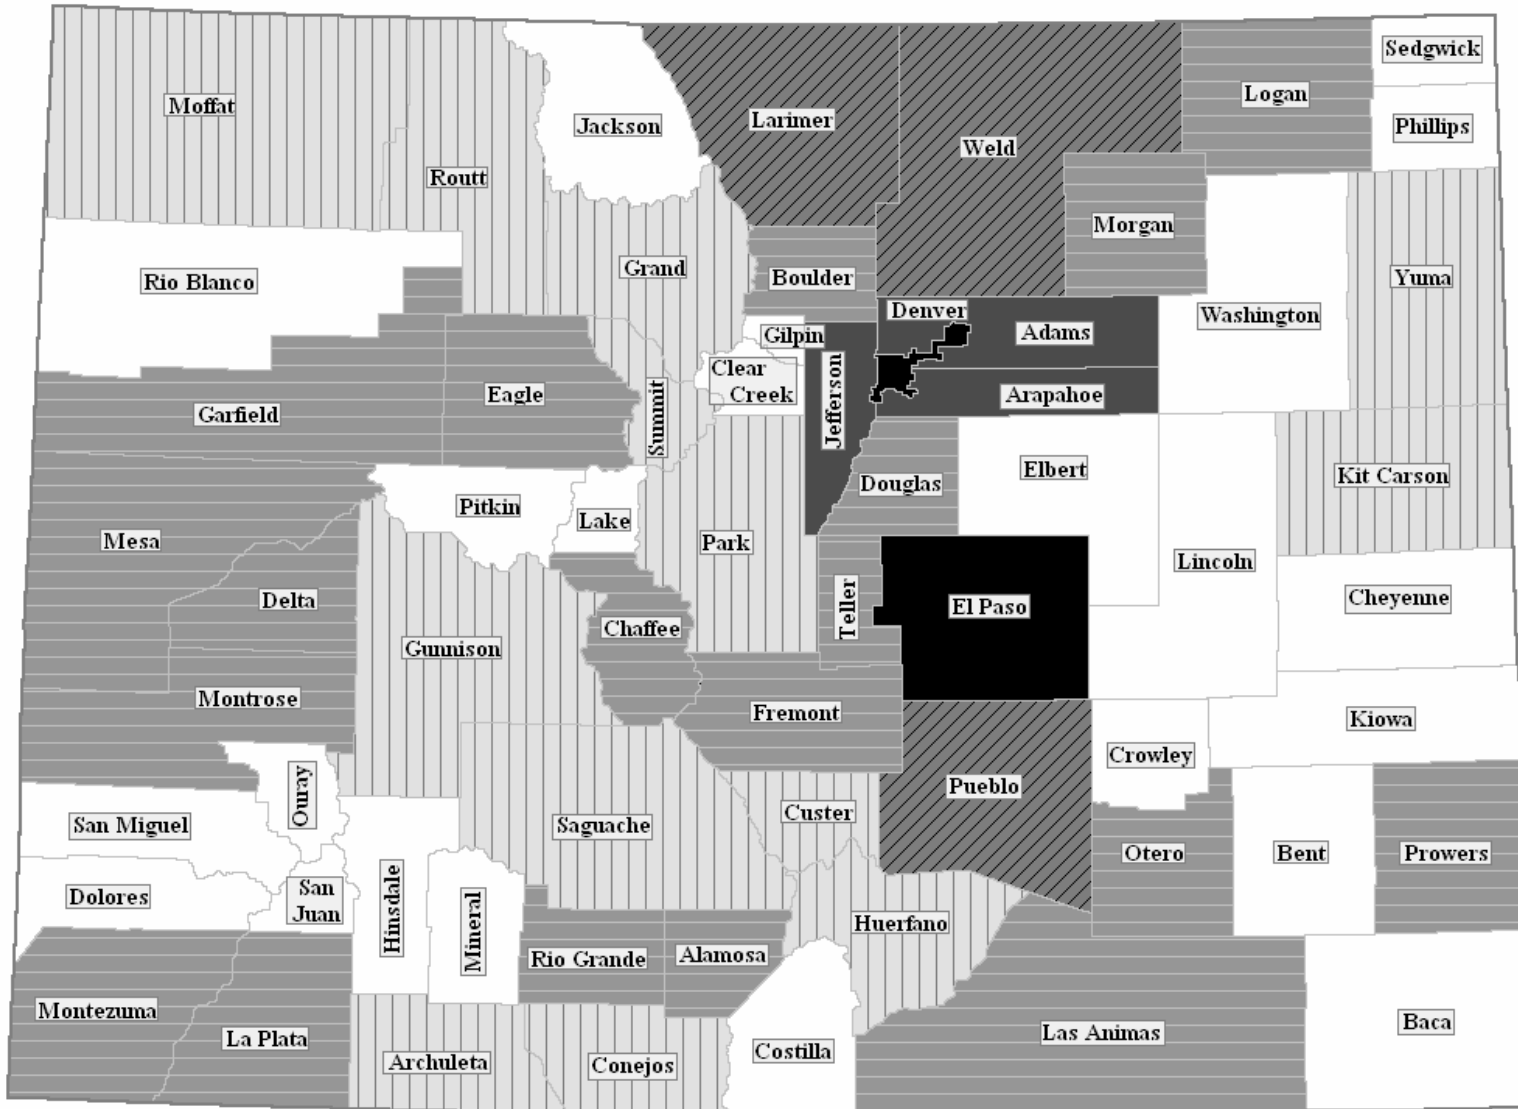 Sedgwick
Logan
Moffat
Larimer
Jackson
Phillips
Weld
Routt
Morgan
Grand
Boulder
Yuma
Rio Blanco
Denver
Washington
Gilpin
Adams
Clear
Creek
Eagle
Arapahoe
Jefferson
Garfield
Summit
Elbert
Kit Carson
Douglas
Pitkin
Lake
Mesa
Park
Lincoln
Delta
Teller
El Paso
Cheyenne
Chaffee
Gunnison
Montrose
Fremont
Kiowa
Crowley
Pueblo
Ouray
San Miguel
Saguache
Custer
Otero
Bent
Prowers
Dolores
San
Juan
Hinsdale
Mineral
Huerfano
Rio Grande
Alamosa
Montezuma
Las Animas
Baca
La Plata
Costilla
Archuleta
Conejos